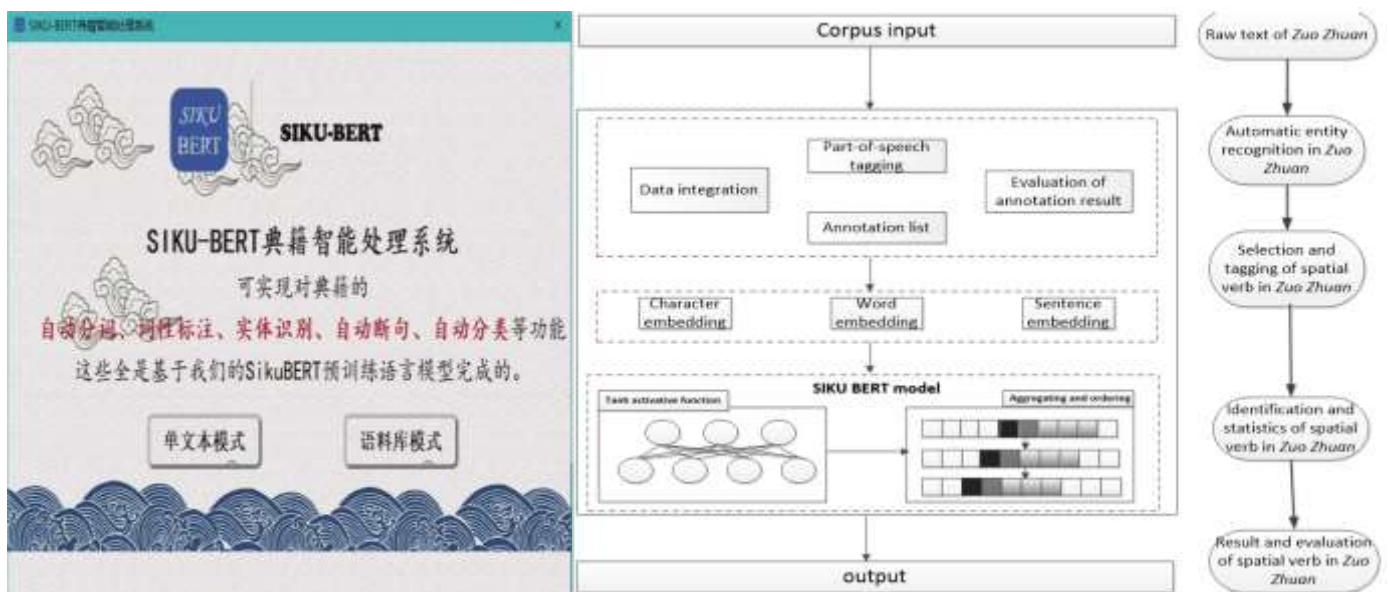 SIKU-BERT典籍智能处理系统
SIKU
BERT
SIKU-BERT
SIKU-BERT典籍智能处理系统
可实现对典籍的
自动分词、词性标注、实体识别、自动断句、自动分类等功能
这些全是基于我们的SikuBERT预训练语言模型完成的。
单文本模式
语料库模式
Corpus input
Data integration
Part-of-speech
tagging
Annotation list
Evaluation of
annotation result
Character
embedding
Word
embedding
Sentence
embedding
SIKU BERT model
Tanh activative function
Aggregating and ordering
output
Raw text of Zuo Zhuan
Automatic entity
recognition in Zuo
Zhuan
Selection and
tagging of spatial
verb in Zuo Zhuan
Identification and
statistics of spatial
verb in Zuo Zhuan
Result and evaluation
of spatial verb in Zuo
Zhuan